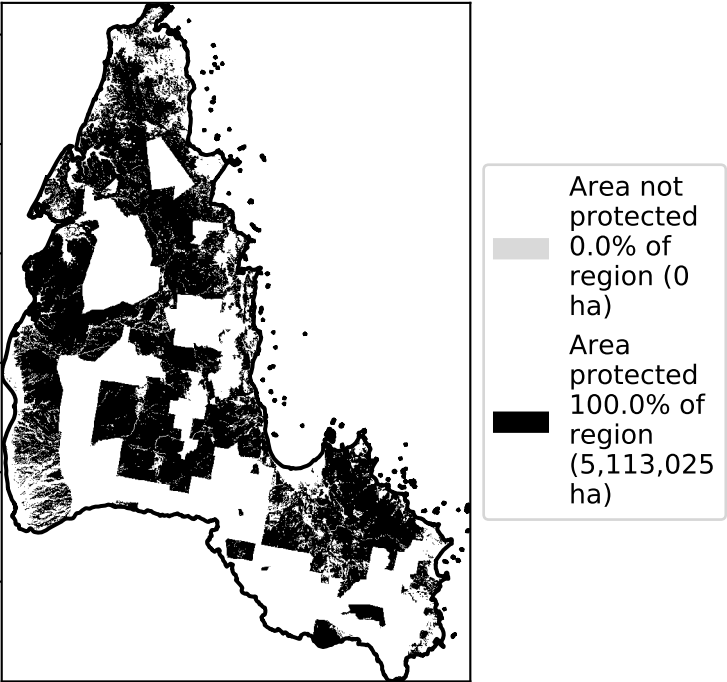 Area not
protected
0.0% of
region (0
ha)
Area
protected
100.0% of
region
(5,113,025
ha)